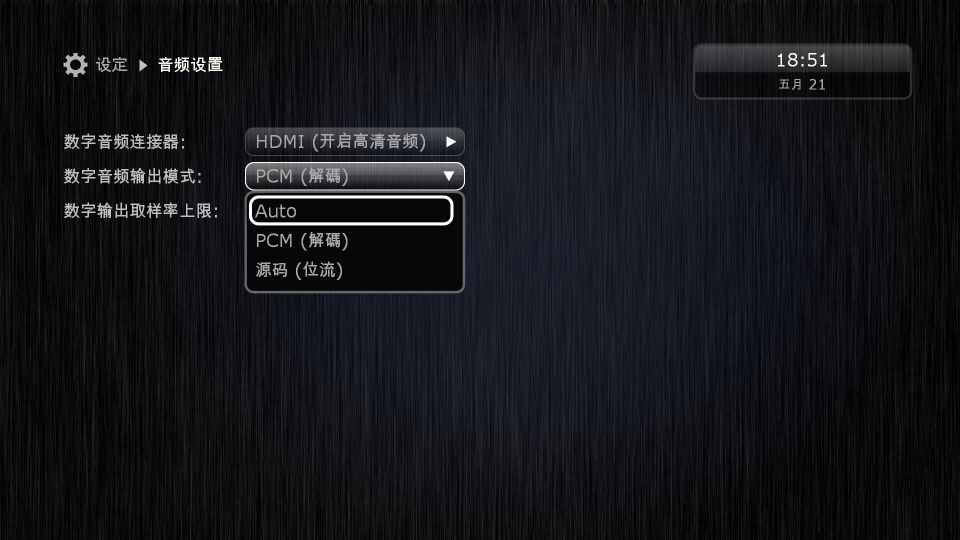 设定 ▶ 音频设置
18:51
五月 21
数字音频连接器: HDMI (开启高清音频)
数字音频输出模式: PCM (解碼)
数字输出取样率上限:
Auto
PCM (解碼)
源码 (位流)